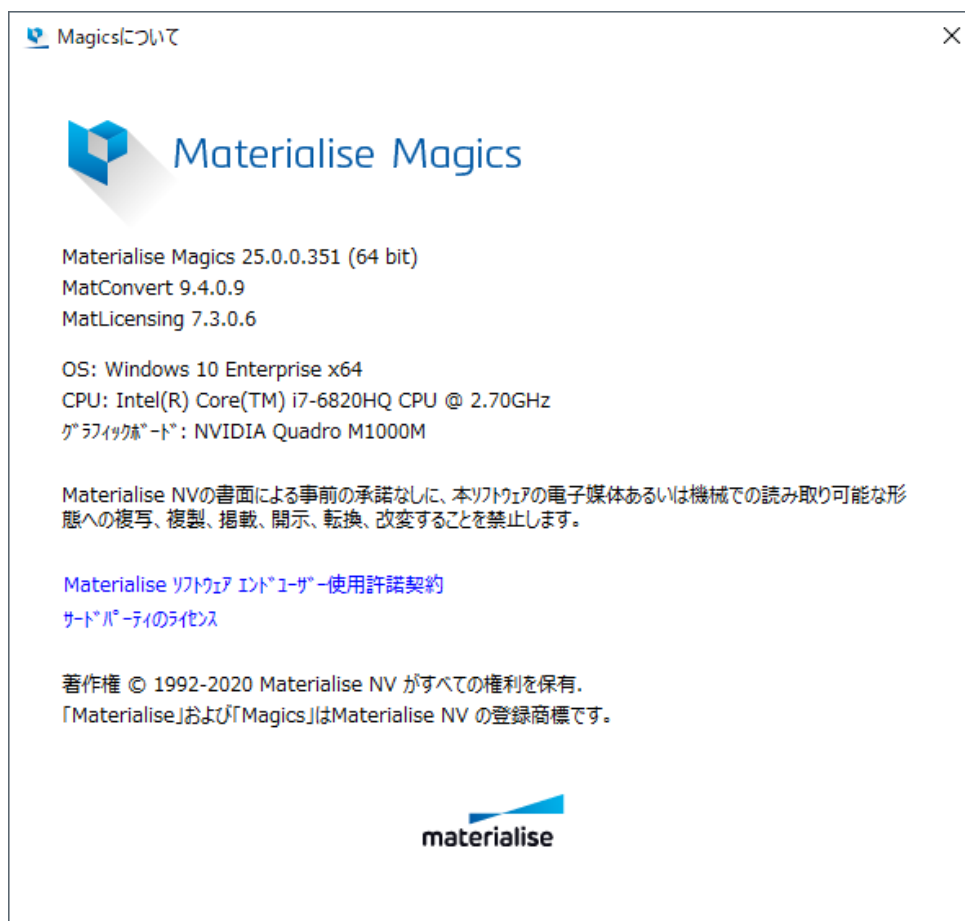 Magicsについて
Materialise Magics
Materialise Magics 25.0.0.351 (64 bit)
MatConvert 9.4.0.9
MatLicensing 7.3.0.6
OS: Windows 10 Enterprise x64
CPU: Intel(R) Core(TM) i7-6820HQ CPU @ 2.70GHz
ｸﾞﾗﾌｨｯｸﾎﾞｰﾄﾞ: NVIDIA Quadro M1000M
Materialise NVの書面による事前の承諾なしに、本ｿﾌﾄｳｪｱの電子媒体あるいは機械での読み取り可能な形
態への複写、複製、掲載、開示、転換、改変することを禁止します。
Materialise ｿﾌﾄｳｪｱ ｴﾝﾄﾞﾕｰｻﾞｰ使用許諾契約
ｻｰﾄﾞﾊﾟｰﾃｨのﾗｲｾﾝｽ
著作権 © 1992-2020 Materialise NV がすべての権利を保有.
｢Materialise｣および｢Magics｣はMaterialise NV の登録商標です。
materialise